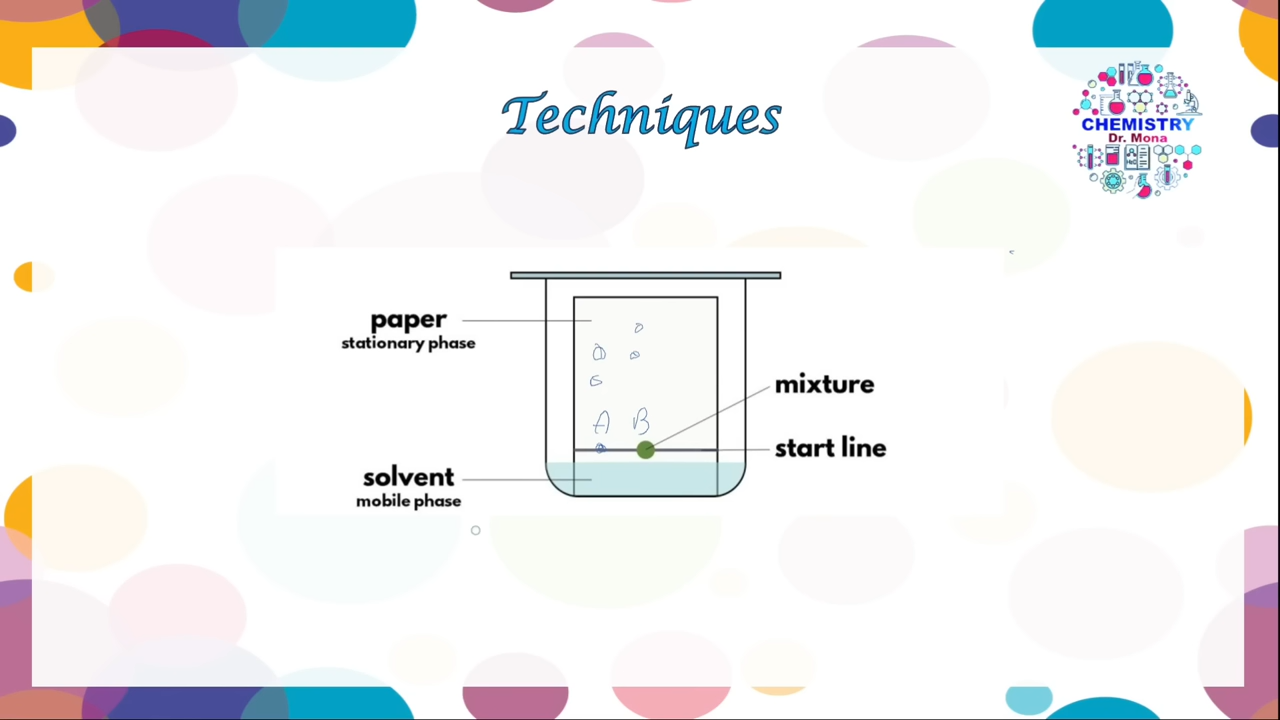 Techniques
CHEMISTRY
Dr. Mona
paper
stationary phase
mixture
A B
start line
solvent
mobile phase